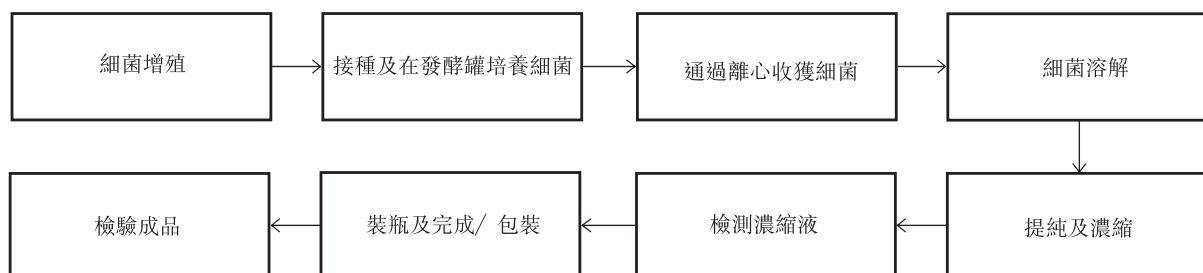 細菌增殖
接種及在發酵罐培養細菌
通過離心收獲細菌
細菌溶解
提純及濃縮
檢測濃縮液
裝瓶及完成/ 包裝
檢驗成品